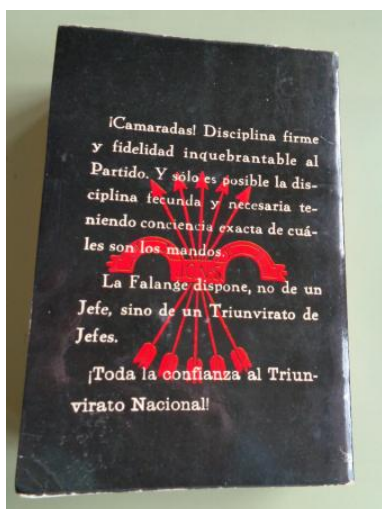 ¡Camaradas! Disciplina firme
y fidelidad inquebrantable al
Partido. Y sólo es posible la dis-
ciplina fecunda y necesaria te-
niendo conciencia exacta de cuá-
les son los mandos.
La Falange dispone, no de un
Jefe, sino de un Triunvirato de
Jefes.
¡Toda la confianza al Triun-
virato Nacional!